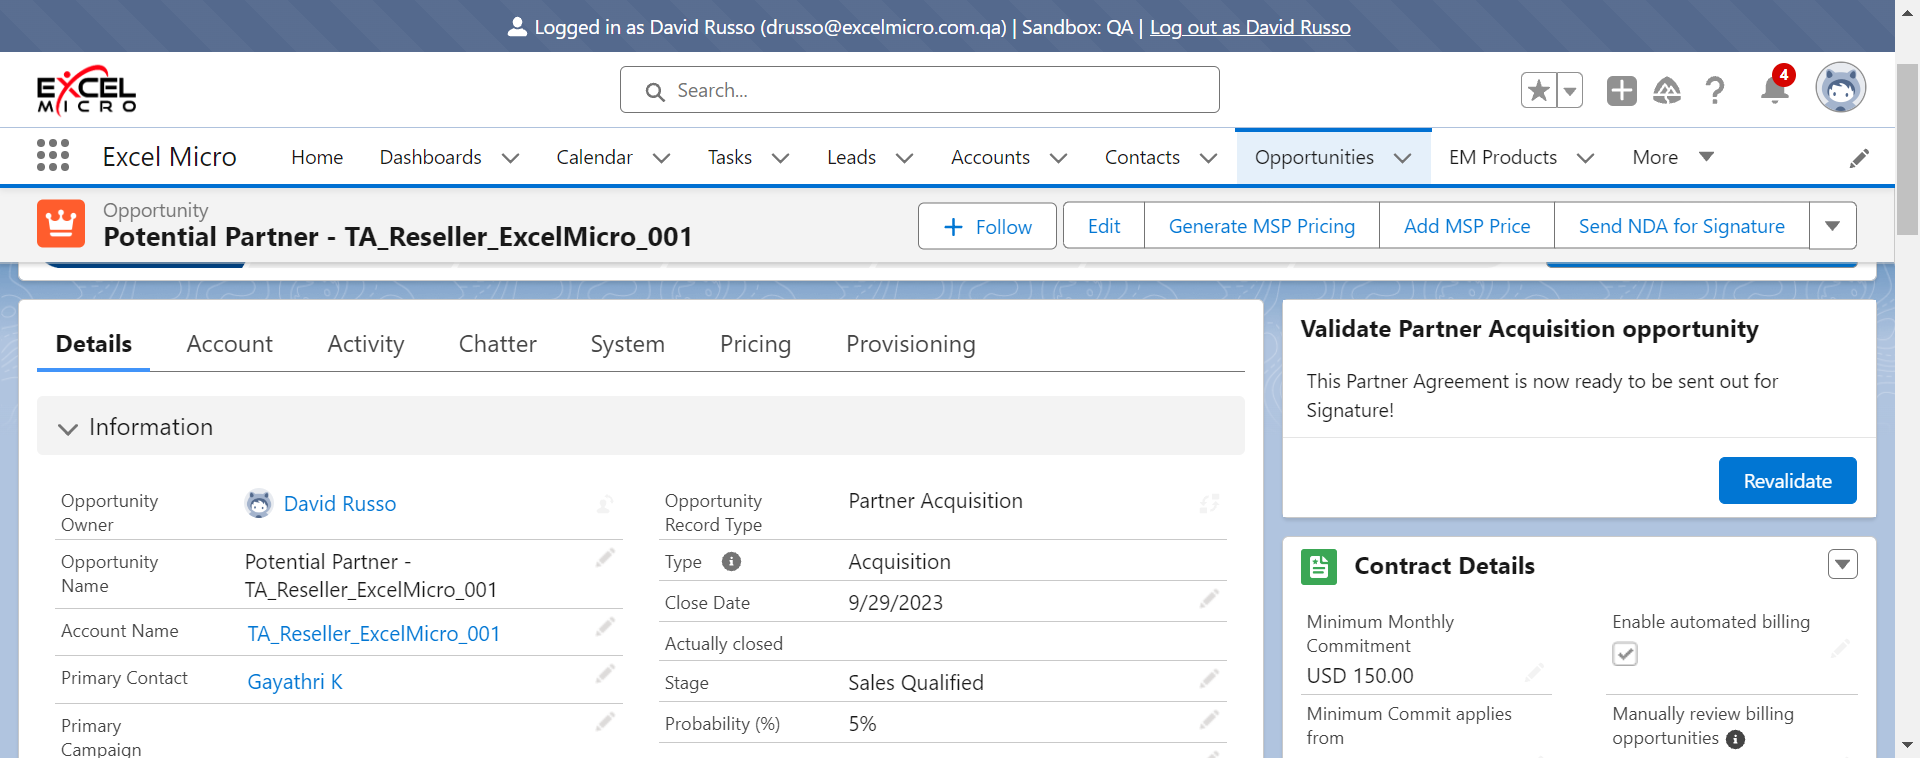 Logged in as David Russo (drusso@excelmicro.com.qa) | Sandbox: QA | Log out as David Russo
EXCEL
MICRO
Search...
4
Excel Micro
Home
Dashboards
Calendar
Tasks
Leads
Accounts
Contacts
Opportunities
EM Products
More
Opportunity
Potential Partner - TA_Reseller_ExcelMicro_001
Follow
Edit
Generate MSP Pricing
Add MSP Price
Send NDA for Signature
Details
Account
Activity
Chatter
System
Pricing
Provisioning
Information
Opportunity
Owner
David Russo
Opportunity
Name
Potential Partner -
TA_Reseller_ExcelMicro_001
Account Name
TA_Reseller_ExcelMicro_001
Primary Contact
Gayathri K
Primary
Campaign
Opportunity
Record Type
Partner Acquisition
Type
Acquisition
Close Date
9/29/2023
Actually closed
Stage
Sales Qualified
Probability (%)
5%
Validate Partner Acquisition opportunity
This Partner Agreement is now ready to be sent out for
Signature!
Revalidate
Contract Details
Minimum Monthly
Commitment
USD 150.00
Enable automated billing
Minimum Commit applies
from
Manually review billing
opportunities